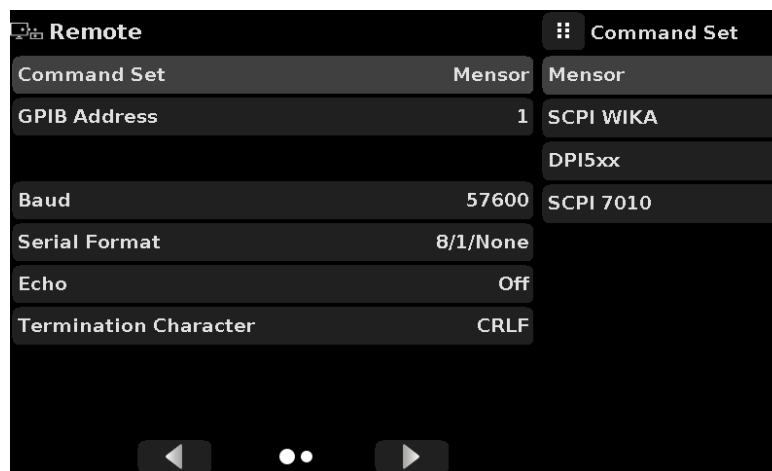 Remote
Command Set Mensor
GPIB Address 1
Baud 57600
Serial Format 8/1/None
Echo Off
Termination Character CRLF
Command Set
Mensor
SCPI WIKA
DPI5xx
SCPI 7010